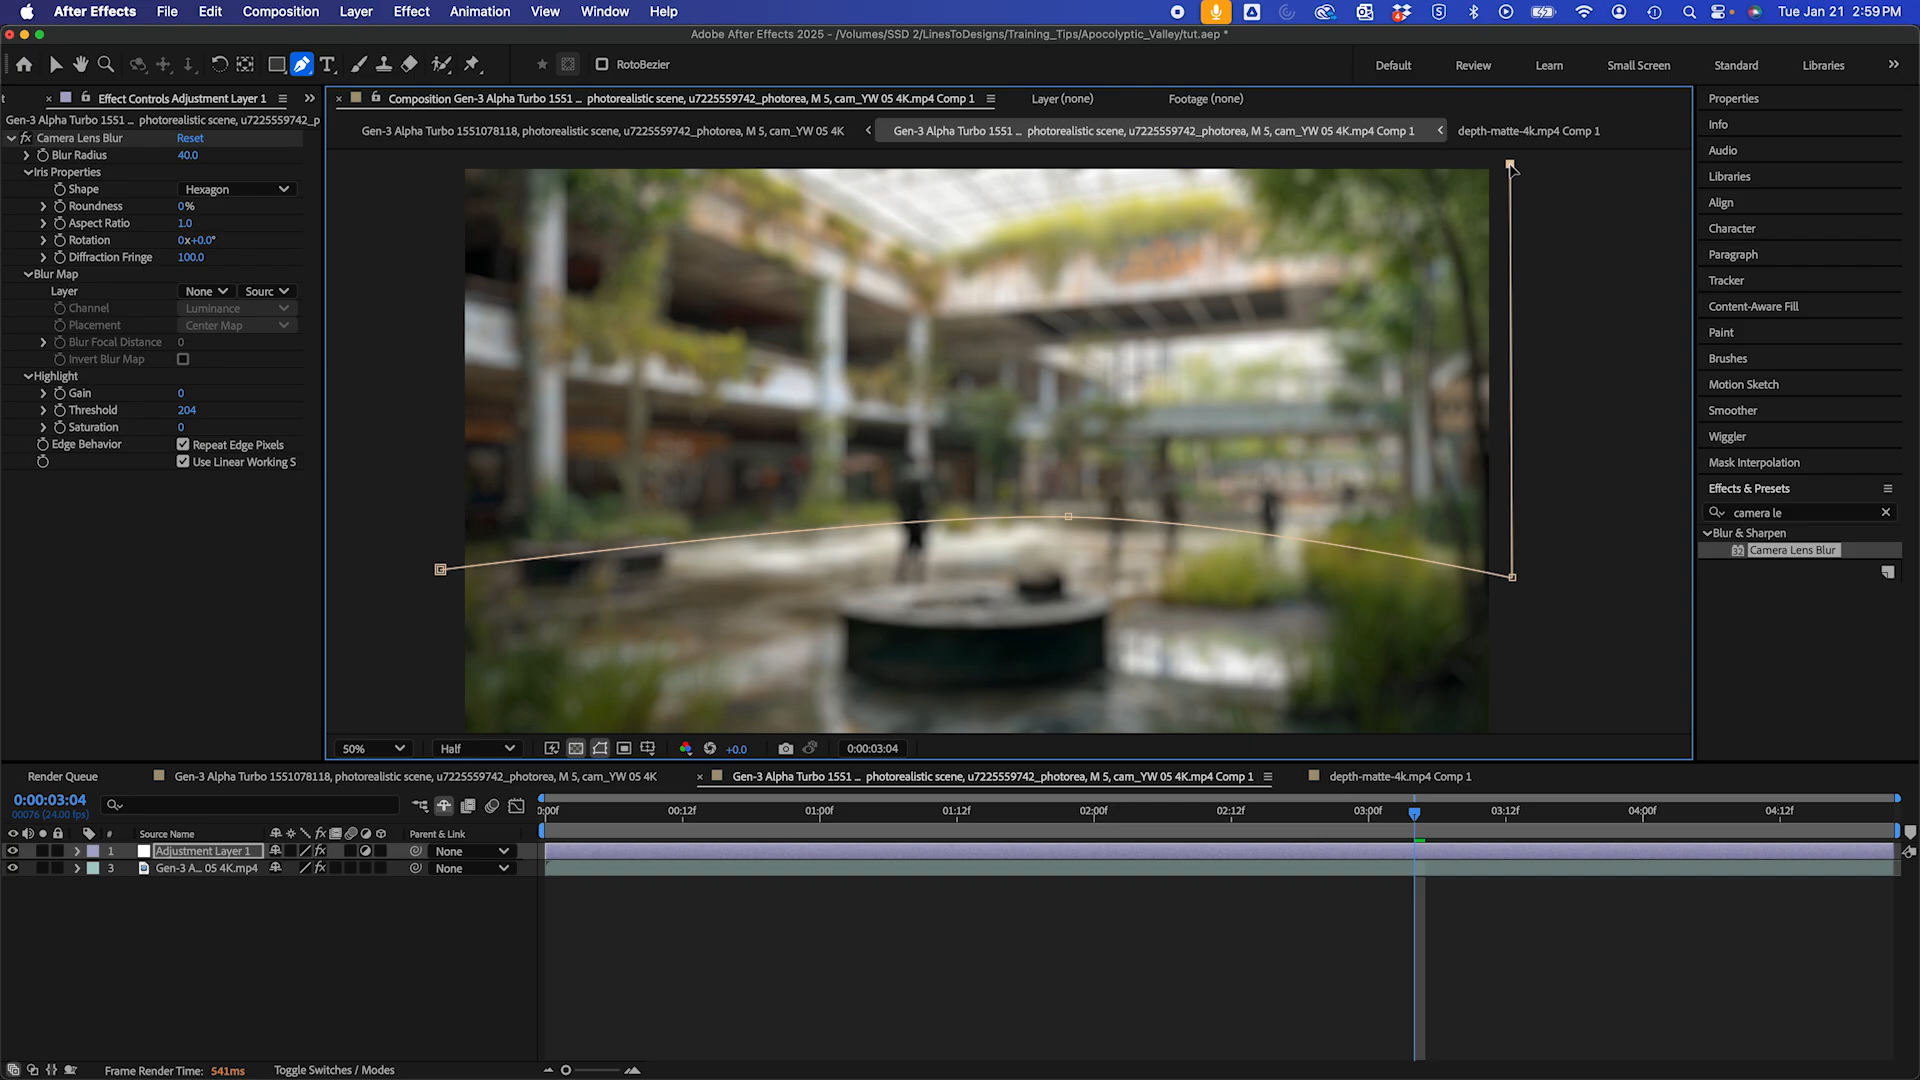 After Effects File Edit Composition Layer Effect Animation View Window Help Tue Jan 21 2:59 PM
Adobe After Effects 2025 - /Volumes/SSD 2/LinesToDesigns/Training_Tips/Apocolyptic_Valley/tut.aep *
RotoBezier Default Review Learn Small Screen Standard Libraries
t Effect Controls Adjustment Layer 1
Composition Gen-3 Alpha Turbo 1551 ... photorealistic scene, u7225559742_photorea, M 5, cam_YW 05 4K.mp4 Comp 1 Layer (none) Footage (none)
Gen-3 Alpha Turbo 1551 ... photorealistic scene, u7225559742_p
Gen-3 Alpha Turbo 1551078118, photorealistic scene, u7225559742_photorea, M 5, cam_YW 05 4K
Gen-3 Alpha Turbo 1551 ... photorealistic scene, u7225559742_photorea, M 5, cam_YW 05 4K.mp4 Comp 1
depth-matte-4k.mp4 Comp 1
fx Camera Lens Blur Reset
Blur Radius 40.0
Iris Properties
Shape Hexagon
Roundness 0%
Aspect Ratio 1.0
Rotation 0x+0.0°
Diffraction Fringe 100.0
Blur Map
Layer None Sourc
Channel Luminance
Placement Center Map
Blur Focal Distance 0
Invert Blur Map
Highlight
Gain 0
Threshold 204
Saturation 0
Edge Behavior Repeat Edge Pixels
Use Linear Working S
Properties
Info
Audio
Libraries
Align
Character
Paragraph
Tracker
Content-Aware Fill
Paint
Brushes
Motion Sketch
Smoother
Wiggler
Mask Interpolation
Effects & Presets
camera le
Blur & Sharpen
32 Camera Lens Blur
50% Half +0.0 0:00:03:04
Render Queue
Gen-3 Alpha Turbo 1551078118, photorealistic scene, u7225559742_photorea, M 5, cam_YW 05 4K
Gen-3 Alpha Turbo 1551 ... photorealistic scene, u7225559742_photorea, M 5, cam_YW 05 4K.mp4 Comp 1
depth-matte-4k.mp4 Comp 1
0:00:03:04
00076 (24.00 fps)
0:00f 00:12f 01:00f 01:12f 02:00f 02:12f 03:00f 03:12f 04:00f 04:12f
# Source Name fx Parent & Link
1 Adjustment Layer 1 fx None
3 Gen-3 A... 05 4K.mp4 fx None
Frame Render Time: 541ms Toggle Switches / Modes